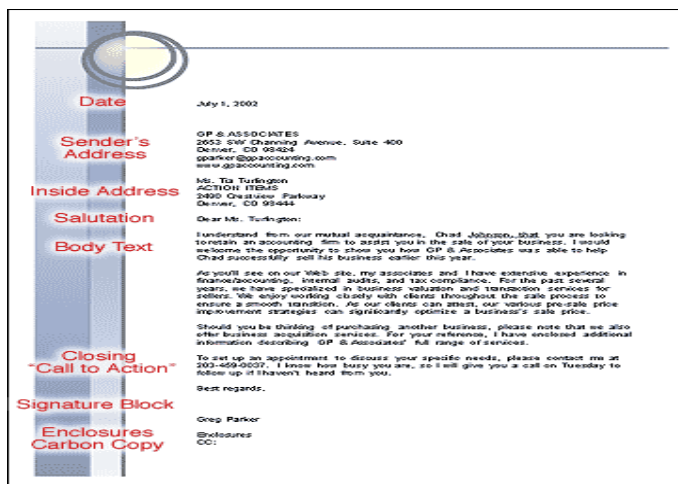 Date
July 1, 2002
Sender's
Address
GP & ASSOCIATES
2653 SW Channing Avenue, Suite 400
Denver, CO 98424
gparker@gpaccounting.com
www.gpaccounting.com
Inside Address
Ms. Tia Turlington
ACTION ITEMS
2490 Crestview Parkway
Denver, CO 98444
Salutation
Dear Ms. Turlington:
Body Text
I understand from our mutual acquaintance, Chad Johnson, that you are looking
to retain an accounting firm to assist you in the sale of your business. I would
welcome the opportunity to show you how GP & Associates was able to help
Chad successfully sell his business earlier this year.
As you'll see on our Web site, my associates and I have extensive experience in
finance/accounting, internal audits, and tax compliance. For the past several
years, we have specialized in business valuation and transaction services for
sellers. We enjoy working closely with clients throughout the sale process to
ensure a smooth transition. As our clients can attest, our various pre-sale price
improvement strategies can significantly optimize a business's sale price.
Should you be thinking of purchasing another business, please note that we also
offer business acquisition services. For your reference, I have enclosed additional
information describing GP & Associates' full range of services.
Closing
"Call to Action"
To set up an appointment to discuss your specific needs, please contact me at
203-459-0037. I know how busy you are, so I will give you a call on Tuesday to
follow up if I haven't heard from you.
Best regards,
Signature Block
Greg Parker
Enclosures
Carbon Copy
Enclosures
CC: